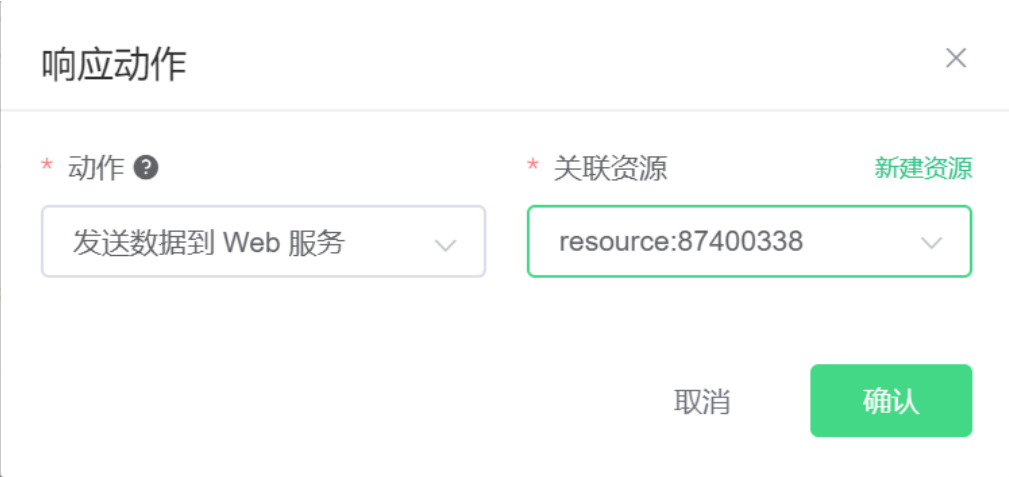 响应动作
* 动作 ?
* 关联资源 新建资源
发送数据到 Web 服务
resource:87400338
取消
确认